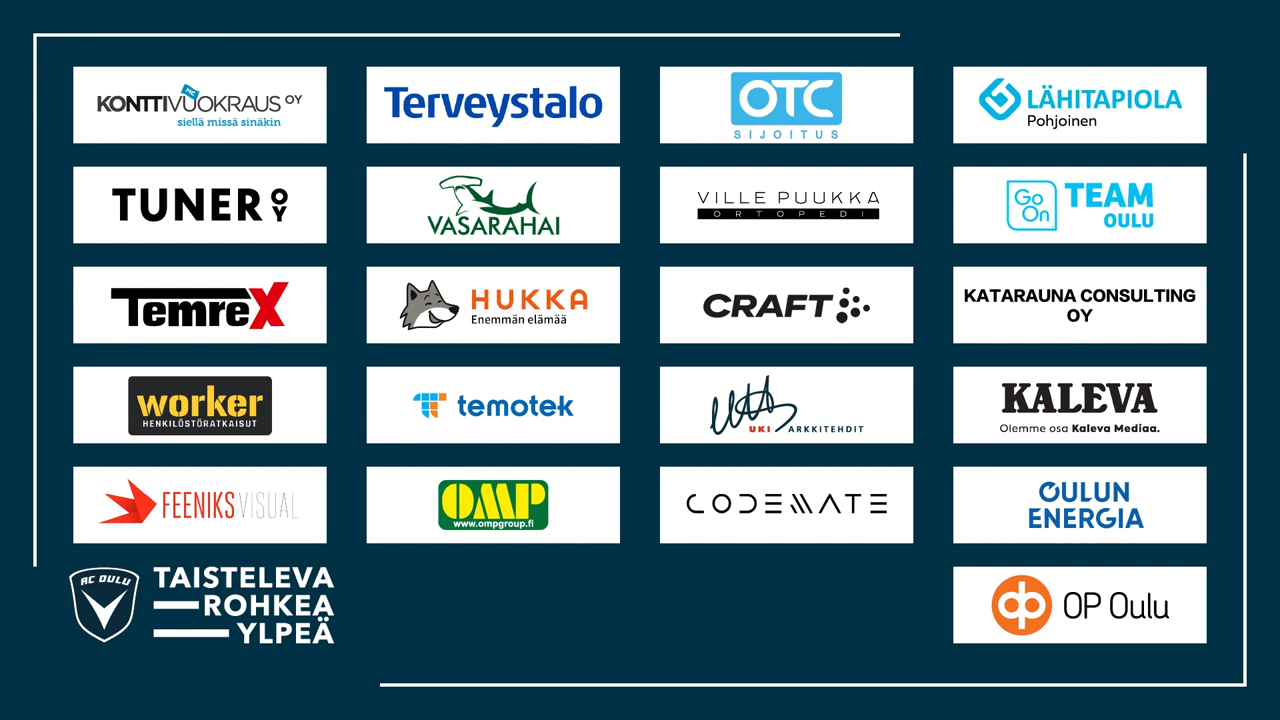 MC
KONTTIVUOKRAUS OY
siellä missä sinäkin
Terveystalo
OTC
SIJOITUS
LÄHITAPIOLA
Pohjoinen
TUNER OY
VASARAHAI
VILLE PUUKKA
ORTOPEDI
Go On
TEAM
OULU
TemreX
HUKKA
Enemmän elämää
CRAFT
KATARAUNA CONSULTING
OY
worker
HENKILÖSTÖRATKAISUT
temotek
UKI ARKKITEHDIT
KALEVA
Olemme osa Kaleva Mediaa.
FEENIKS VISUAL
OMP
www.ompgroup.fi
CODEMATE
OULUN
ENERGIA
AC OULU
TAISTELEVA
ROHKEA
YLPEÄ
OP Oulu